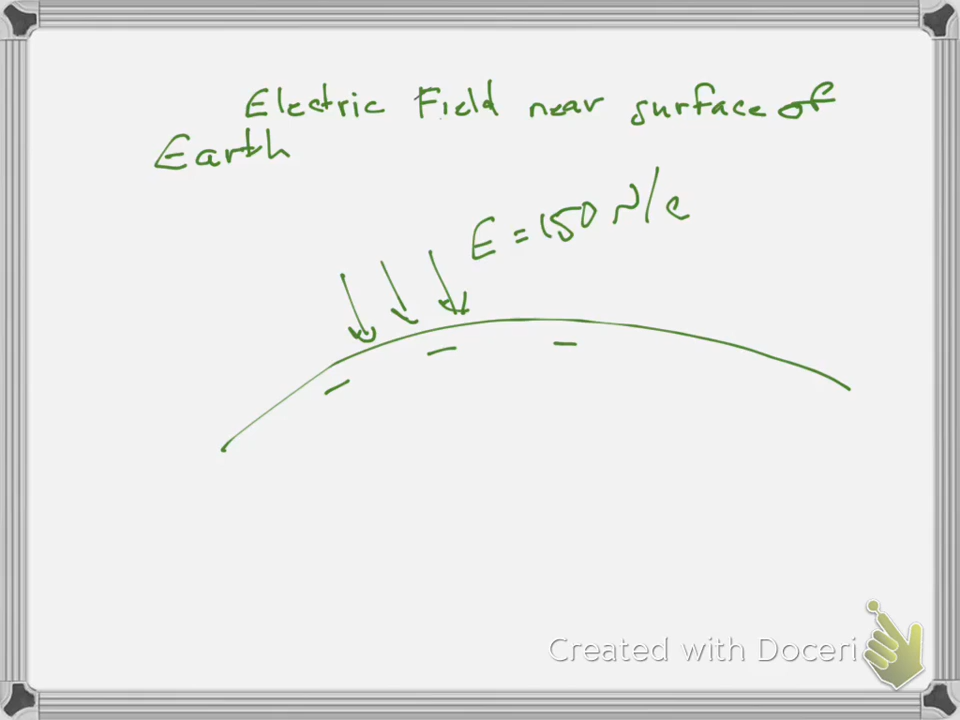 Electric Field near surface of
Earth
E = 150 N/C
Created with Doceri